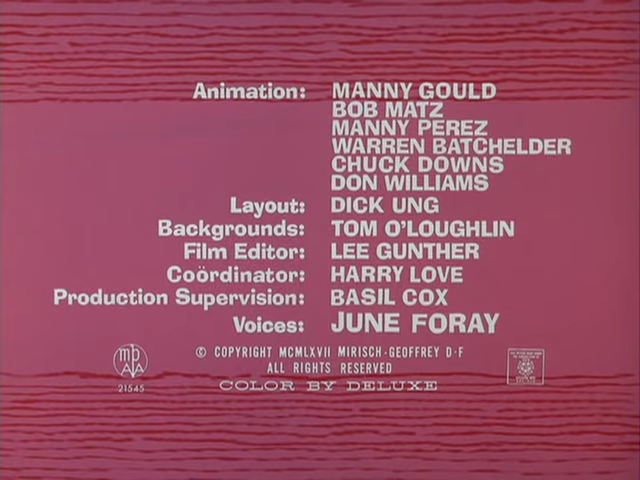 Animation: MANNY GOULD
BOB MATZ
MANNY PEREZ
WARREN BATCHELDER
CHUCK DOWNS
DON WILLIAMS
Layout: DICK UNG
Backgrounds: TOM O'LOUGHLIN
Film Editor: LEE GUNTHER
Coördinator: HARRY LOVE
Production Supervision: BASIL COX
Voices: JUNE FORAY
© COPYRIGHT MCMLXVII MIRISCH-GEOFFREY D-F
ALL RIGHTS RESERVED
COLOR BY DELUXE
mpAA
21545